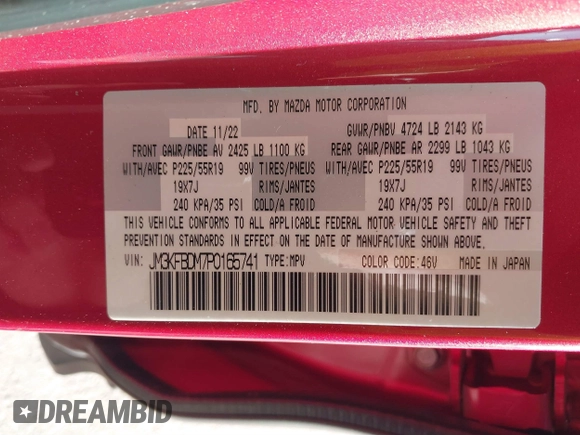 MFD. BY MAZDA MOTOR CORPORATION
DATE 11/22 GVWR/PNBV 4724 LB 2143 KG
FRONT GAWR/PNBE AV 2425 LB 1100 KG REAR GAWR/PNBE AR 2299 LB 1043 KG
WITH/AVEC P225/55R19 99V TIRES/PNEUS WITH/AVEC P225/55R19 99V TIRES/PNEUS
19X7J RIMS/JANTES 19X7J RIMS/JANTES
240 KPA/35 PSI COLD/A FROID 240 KPA/35 PSI COLD/A FROID
THIS VEHICLE CONFORMS TO ALL APPLICABLE FEDERAL MOTOR VEHICLE SAFETY AND THEFT
PREVENTION STANDARDS IN EFFECT ON THE DATE OF MANUFACTURE SHOWN ABOVE.
VIN: JM3KFBDM7P0165741 TYPE:MPV COLOR CODE:46V MADE IN JAPAN
DREAMBID